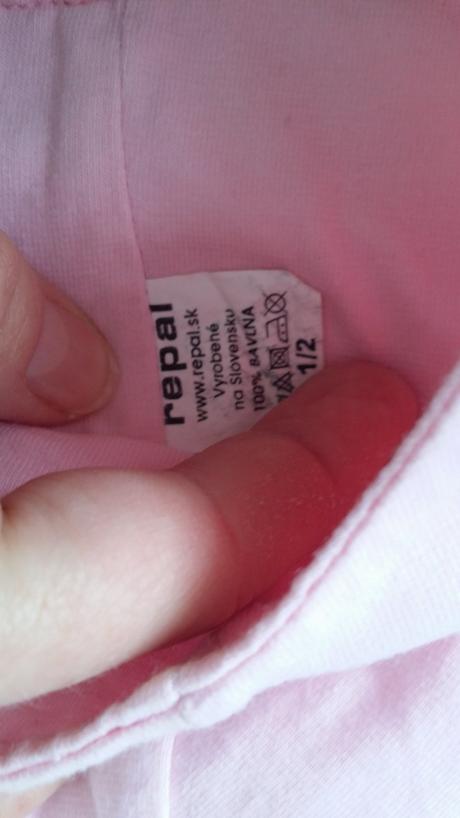 repal
www.repal.sk
Vyrobené
na Slovensku
100% BAVLNA
1/2